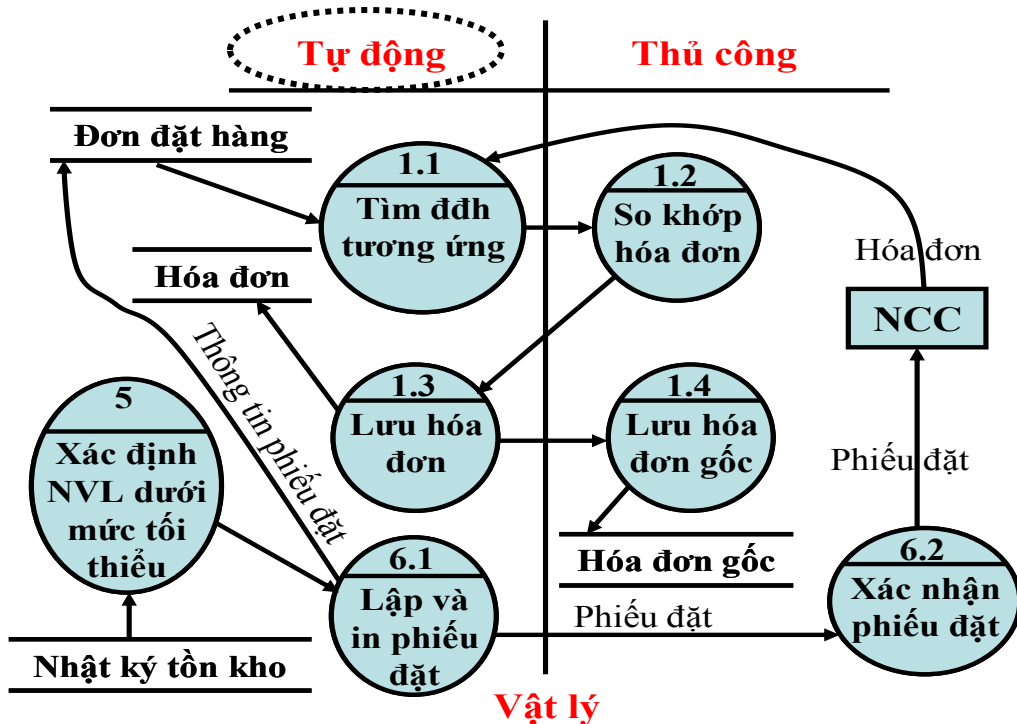 Tự động
Thủ công
Đơn đặt hàng
1.1
Tìm đđh
tương ứng
1.2
So khớp
hóa đơn
Hóa đơn
Hóa đơn
NCC
Thông tin phiếu đặt
1.3
Lưu hóa
đơn
1.4
Lưu hóa
đơn gốc
5
Xác định
NVL dưới
mức tối
thiểu
Phiếu đặt
Hóa đơn gốc
6.1
Lập và
in phiếu
đặt
Phiếu đặt
6.2
Xác nhận
phiếu đặt
Nhật ký tồn kho
Vật lý